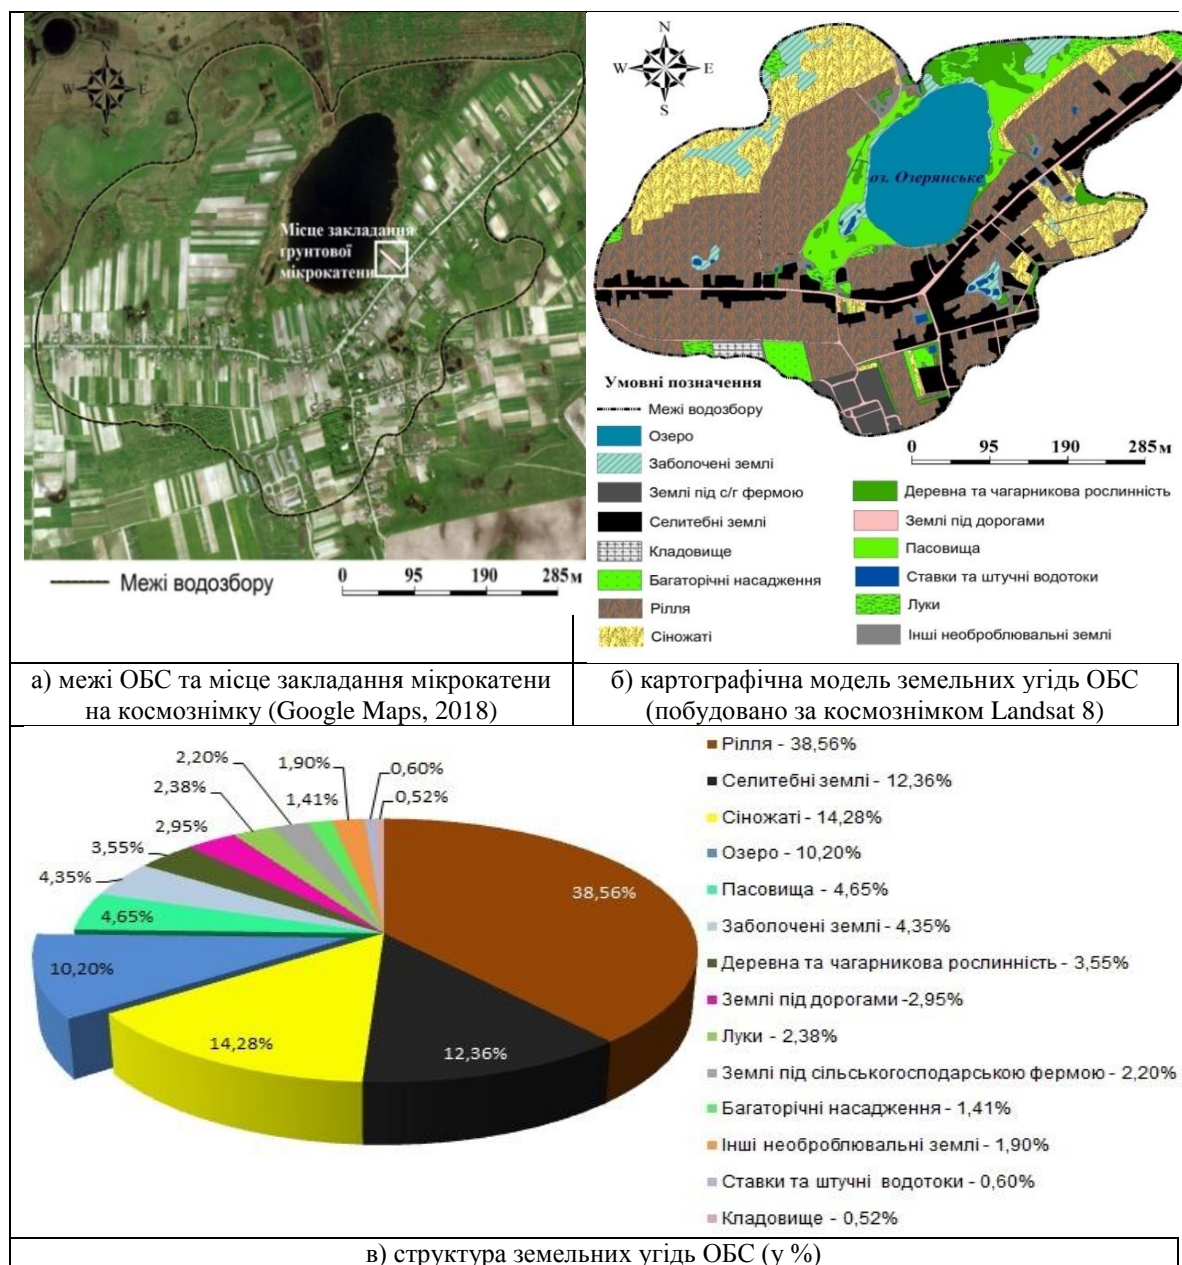 N
W E
S
Місце закладання
ґрунтової
мікрокатени
Межі водозбору
0 95 190 285м
N
W E
S
оз. Озерянське
Умовні позначення
Межі водозбору
Озеро
Заболочені землі
Землі під с/г фермою
Селитебні землі
Кладовище
Багаторічні насадження
Рілля
Сіножаті
0 95 190 285м
Деревна та чагарникова рослинність
Землі під дорогами
Пасовища
Ставки та штучні водотоки
Луки
Інші необроблювальні землі
а) межі ОБС та місце закладання мікрокатени
на космознімку (Google Maps, 2018)
б) картографічна модель земельних угідь ОБС
(побудовано за космознімком Landsat 8)
2,20%
1,90%
0,60%
2,38%
1,41%
0,52%
2,95%
3,55%
4,35%
4,65%
10,20%
14,28%
12,36%
38,56%
Рілля - 38,56%
Селитебні землі - 12,36%
Сіножаті - 14,28%
Озеро - 10,20%
Пасовища - 4,65%
Заболочені землі - 4,35%
Деревна та чагарникова рослинність - 3,55%
Землі під дорогами -2,95%
Луки - 2,38%
Землі під сільськогосподарською фермою - 2,20%
Багаторічні насадження - 1,41%
Інші необроблювальні землі - 1,90%
Ставки та штучні водотоки - 0,60%
Кладовище - 0,52%
в) структура земельних угідь ОБС (у %)